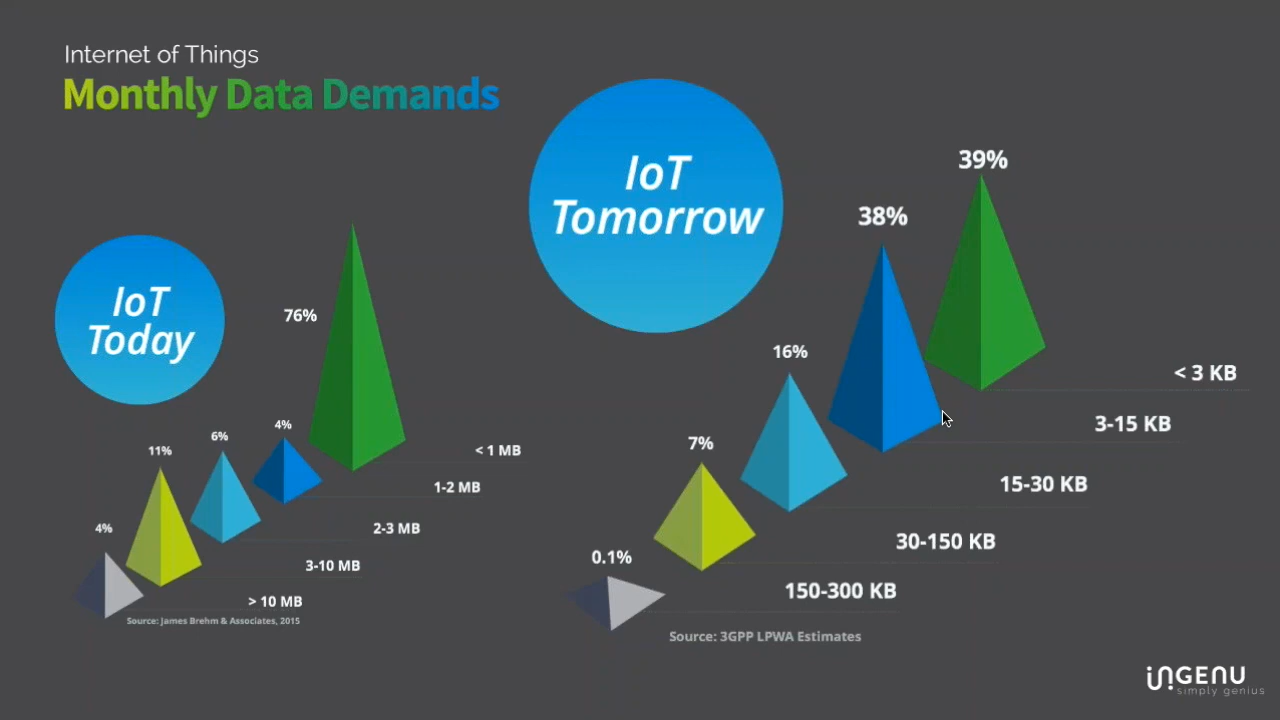 Internet of Things
Monthly Data Demands
IoT
Today
76%
4%
6%
11%
4%
< 1 MB
1-2 MB
2-3 MB
3-10 MB
> 10 MB
Source: James Brehm & Associates, 2015
IoT
Tomorrow
39%
38%
16%
7%
0.1%
< 3 KB
3-15 KB
15-30 KB
30-150 KB
150-300 KB
Source: 3GPP LPWA Estimates
INGENU
simply genius